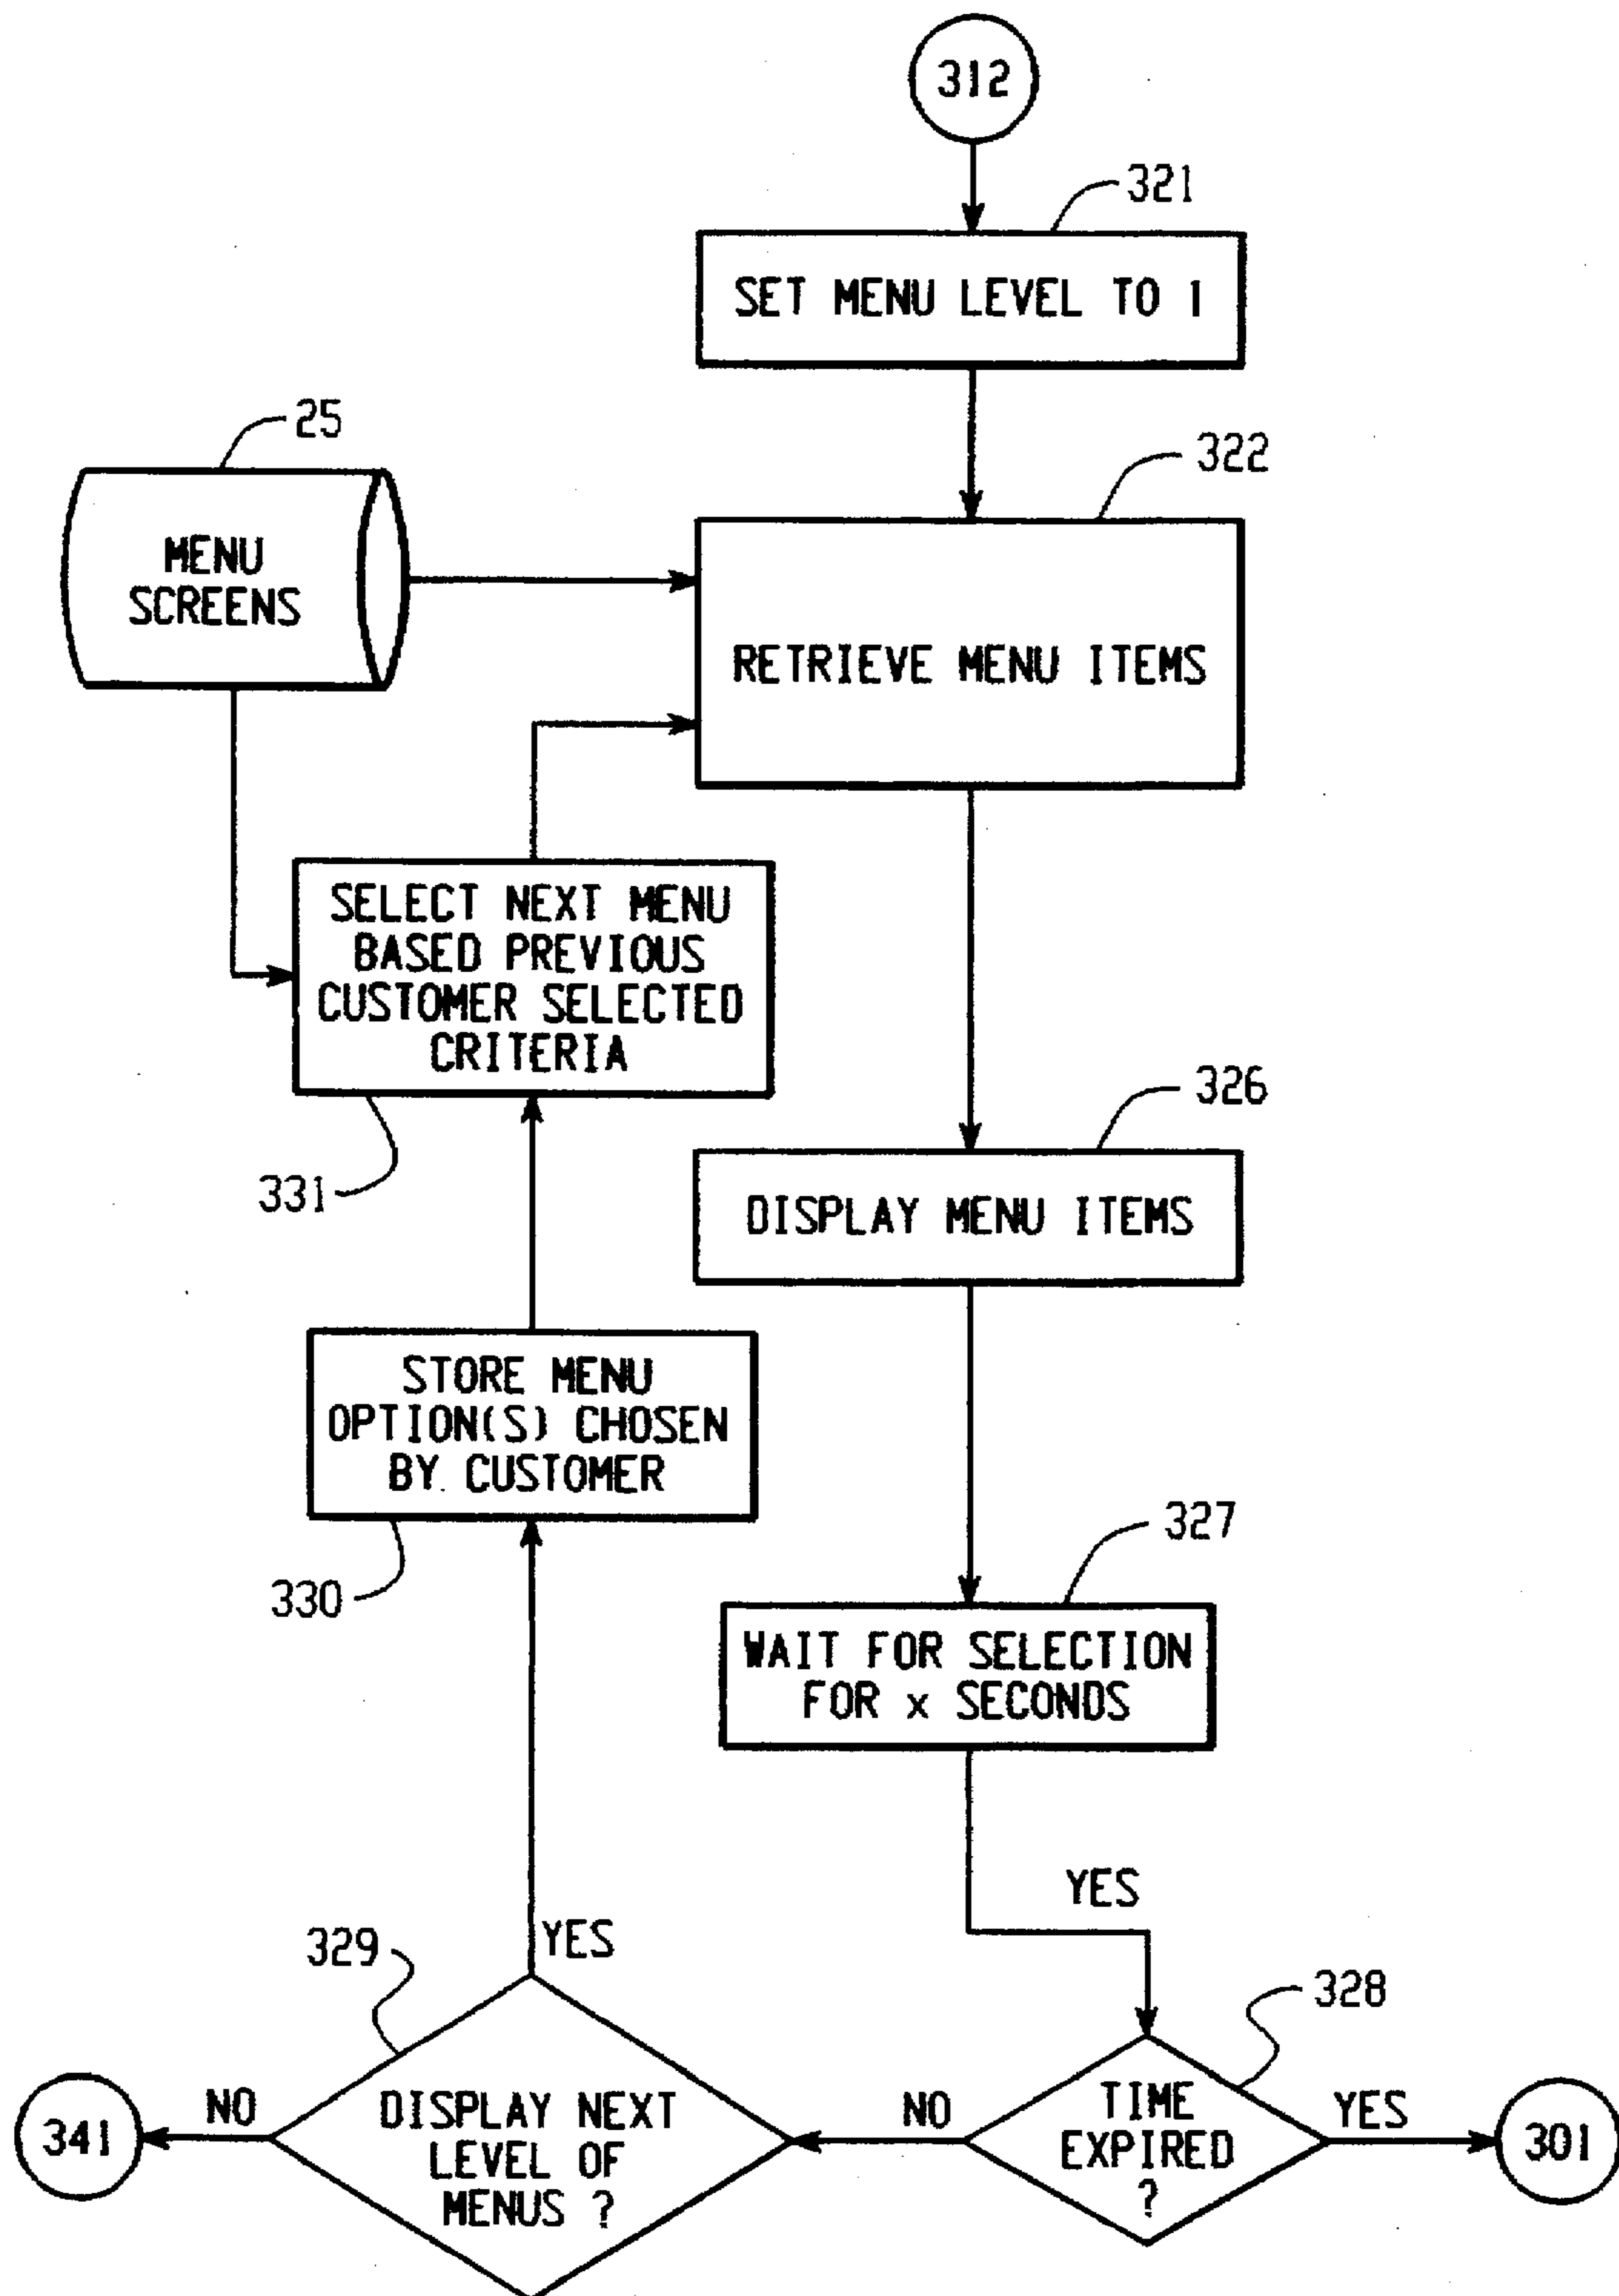 312
321
SET MENU LEVEL TO 1
25
322
MENU
SCREENS
RETRIEVE MENU ITEMS
SELECT NEXT MENU
BASED PREVIOUS
CUSTOMER SELECTED
CRITERIA
331
326
DISPLAY MENU ITEMS
STORE MENU
OPTION(S) CHOSEN
BY CUSTOMER
330
327
WAIT FOR SELECTION
FOR x SECONDS
YES
329
YES
328
341
NO
DISPLAY NEXT
LEVEL OF
MENUS ?
NO
TIME
EXPIRED
?
YES
301